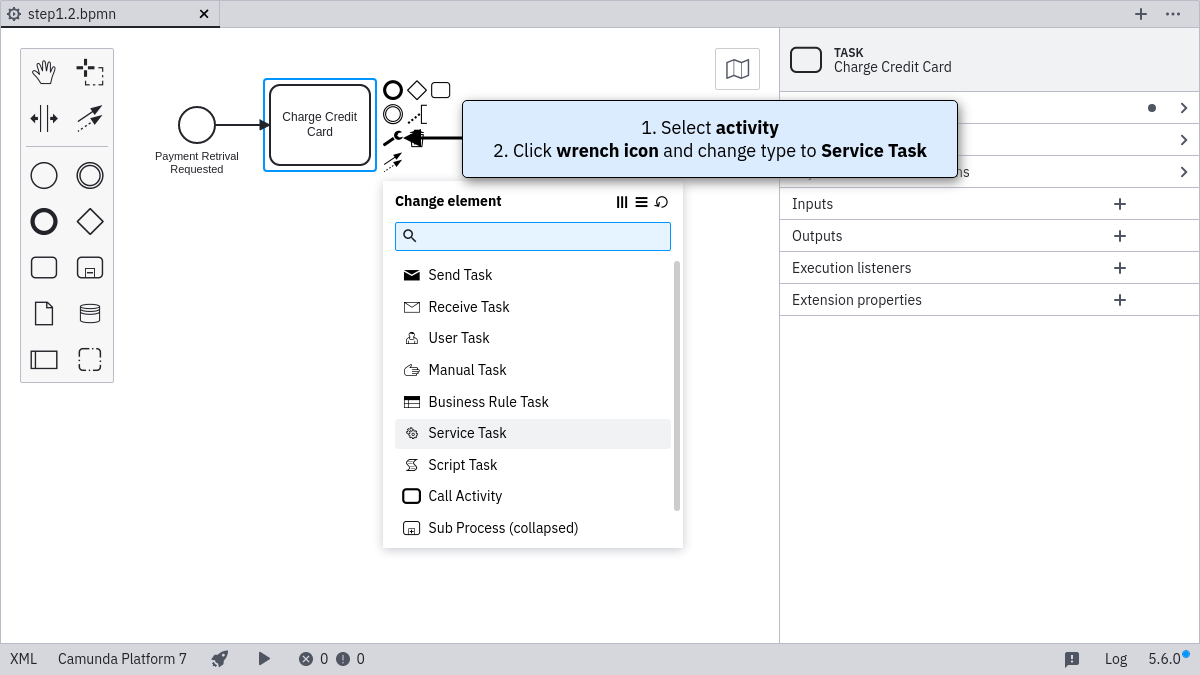 step1.2.bpmn
TASK
Charge Credit Card
Charge Credit
Card
Payment Retrival
Requested
1. Select activity
2. Click wrench icon and change type to Service Task
Change element
Send Task
Receive Task
User Task
Manual Task
Business Rule Task
Service Task
Script Task
Call Activity
Sub Process (collapsed)
Inputs
Outputs
Execution listeners
Extension properties
XML Camunda Platform 7 0 0 Log 5.6.0